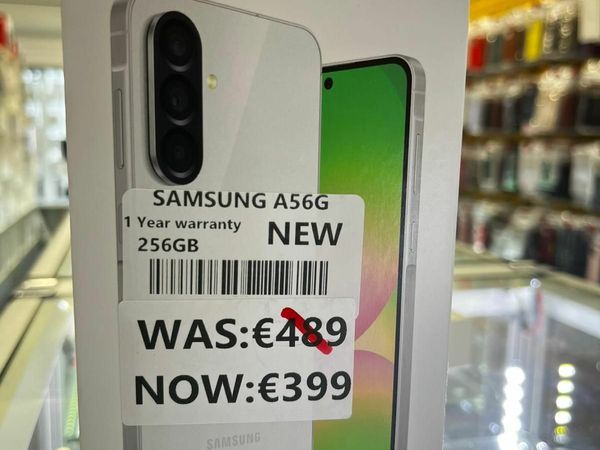 SAMSUNG A56G
1 Year warranty
NEW
256GB
WAS:€489
NOW:€399
SAMSUNG